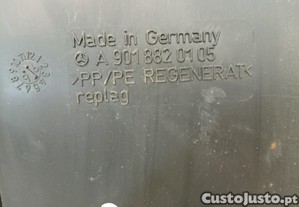 Made in Germany
A 901 882 01 05
>PP/PE REGENERAT<
replag
CustoJusto.pt